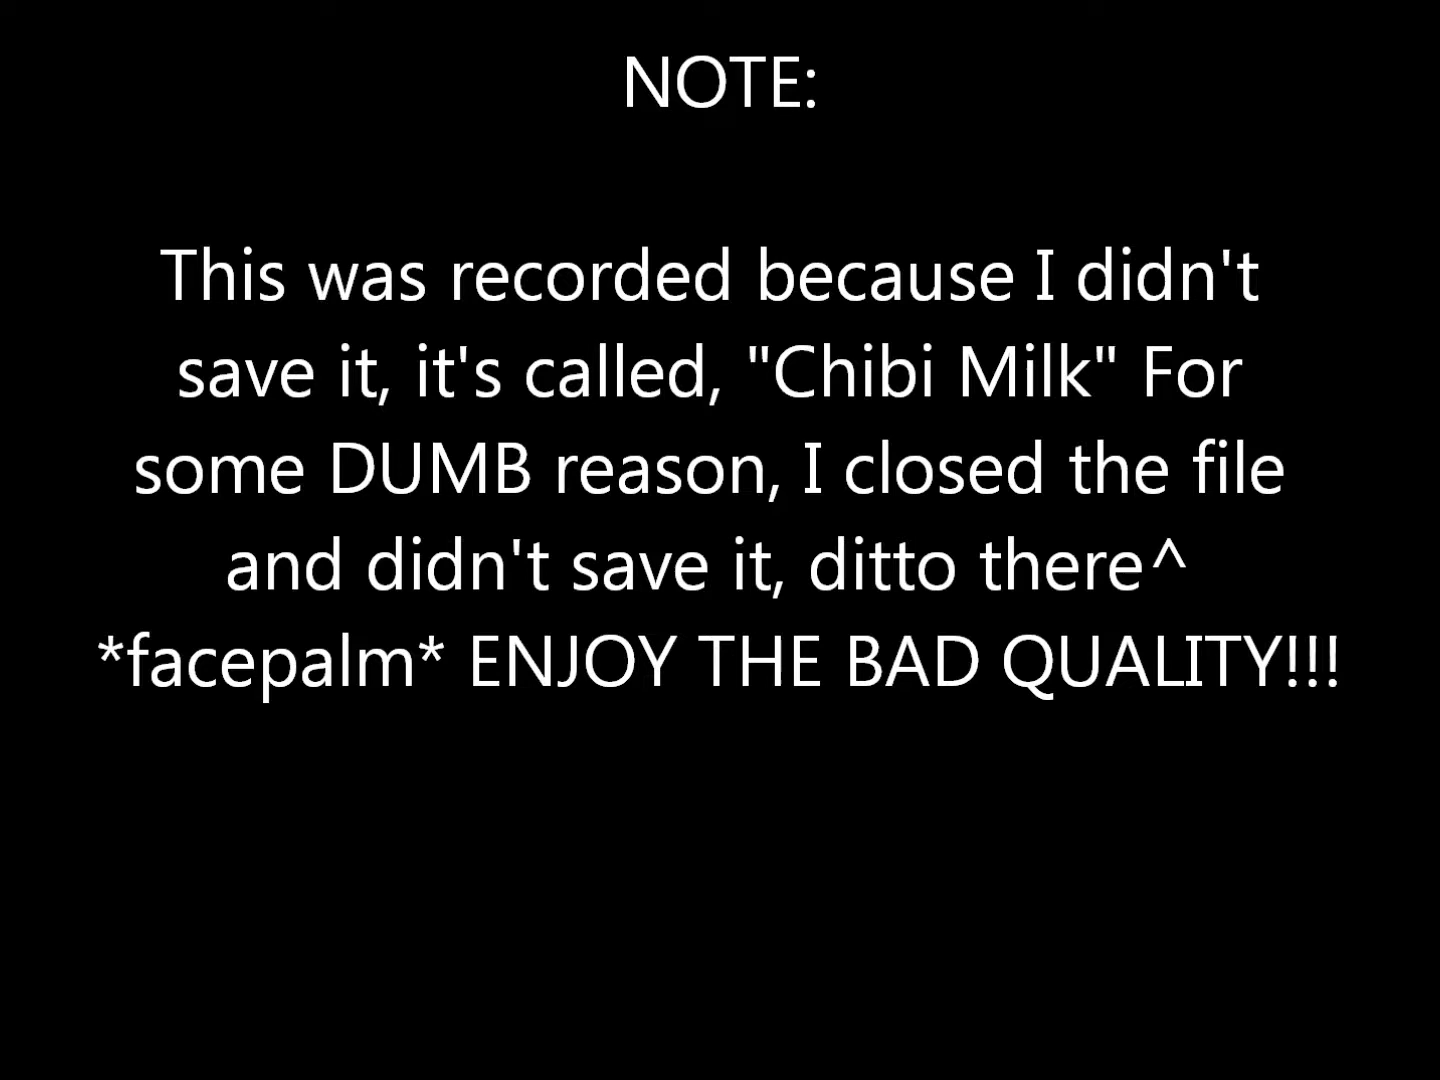 NOTE:
This was recorded because I didn't
save it, it's called, "Chibi Milk" For
some DUMB reason, I closed the file
and didn't save it, ditto there^
*facepalm* ENJOY THE BAD QUALITY!!!